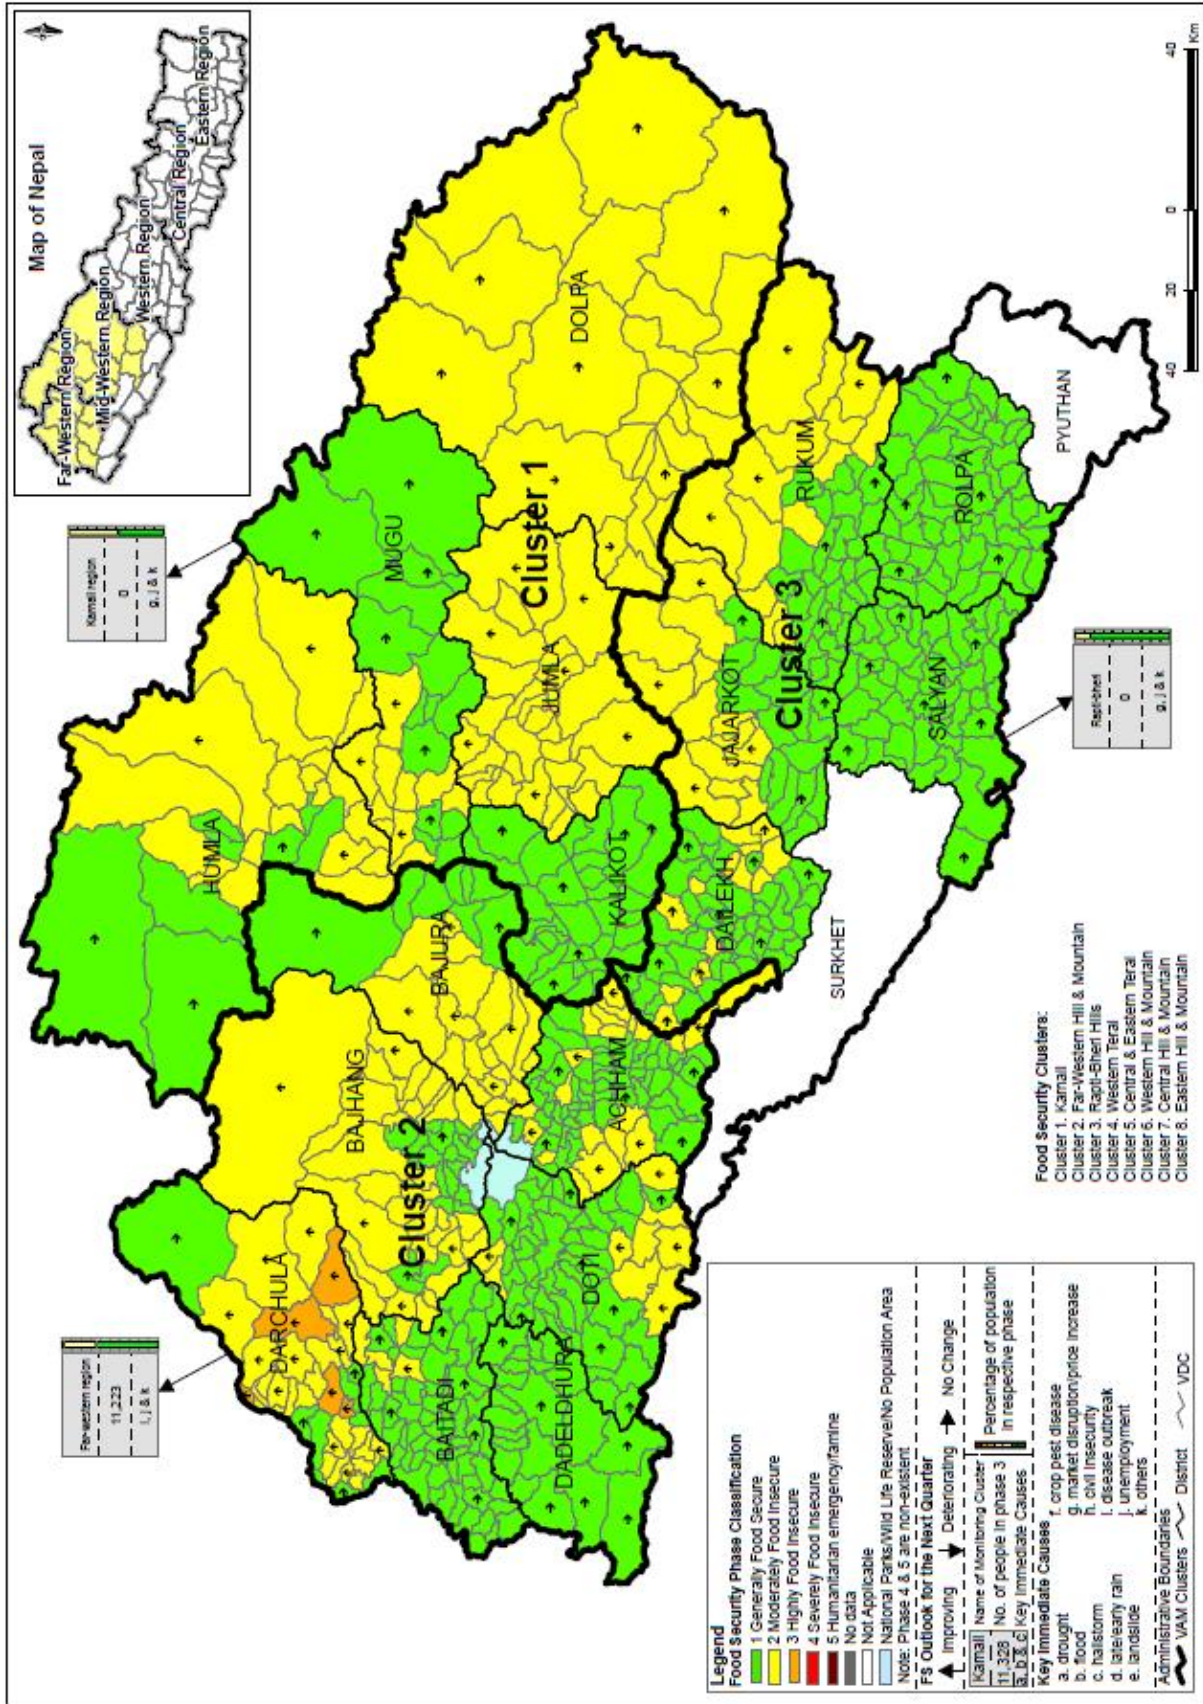 Map of Nepal
Far-Western Region
Mid-Western Region
Western Region
Central Region
Eastern Region
Far-western region
11,223
i, j & k
Karnali region
0
g, j & k
Rapti-bheri
0
g, j & k
DARCHULA
BAJHANG
HUMLA
MUGU
BAITADI
Cluster 2
BAJURA
JUMLA
Cluster 1
DOLPA
DADELDHURA
DOTI
ACHHAM
KALIKOT
DAILEKH
JAJARKOT
Cluster 3
RUKUM
SURKHET
SALYAN
ROLPA
PYUTHAN
Legend
Food Security Phase Classification
1 Generally Food Secure
2 Moderately Food Insecure
3 Highly Food Insecure
4 Severely Food Insecure
5 Humanitarian emergency/famine
No data
Not Applicable
National Parks/Wild Life Reserve/No Population Area
Note: Phase 4 & 5 are non-existent
FS Outlook for the Next Quarter
Improving Deteriorating No Change
Karnali Name of Monitoring Cluster
11,328 No. of people in phase 3
a, b & c Key Immediate Causes
Percentage of population
in respective phase
Key Immediate Causes
a. drought
b. flood
c. hailstorm
d. late/early rain
e. landslide
f. crop pest disease
g. market disruption/price increase
h. civil insecurity
i. disease outbreak
j. unemployment
k. others
Administrative Boundaries
VAM Clusters District VDC
Food Security Clusters:
Cluster 1. Karnali
Cluster 2. Far-Western Hill & Mountain
Cluster 3. Rapti-Bheri Hills
Cluster 4. Western Terai
Cluster 5. Central & Eastern Terai
Cluster 6. Western Hill & Mountain
Cluster 7. Central Hill & Mountain
Cluster 8. Eastern Hill & Mountain
40 20 0 40
Km